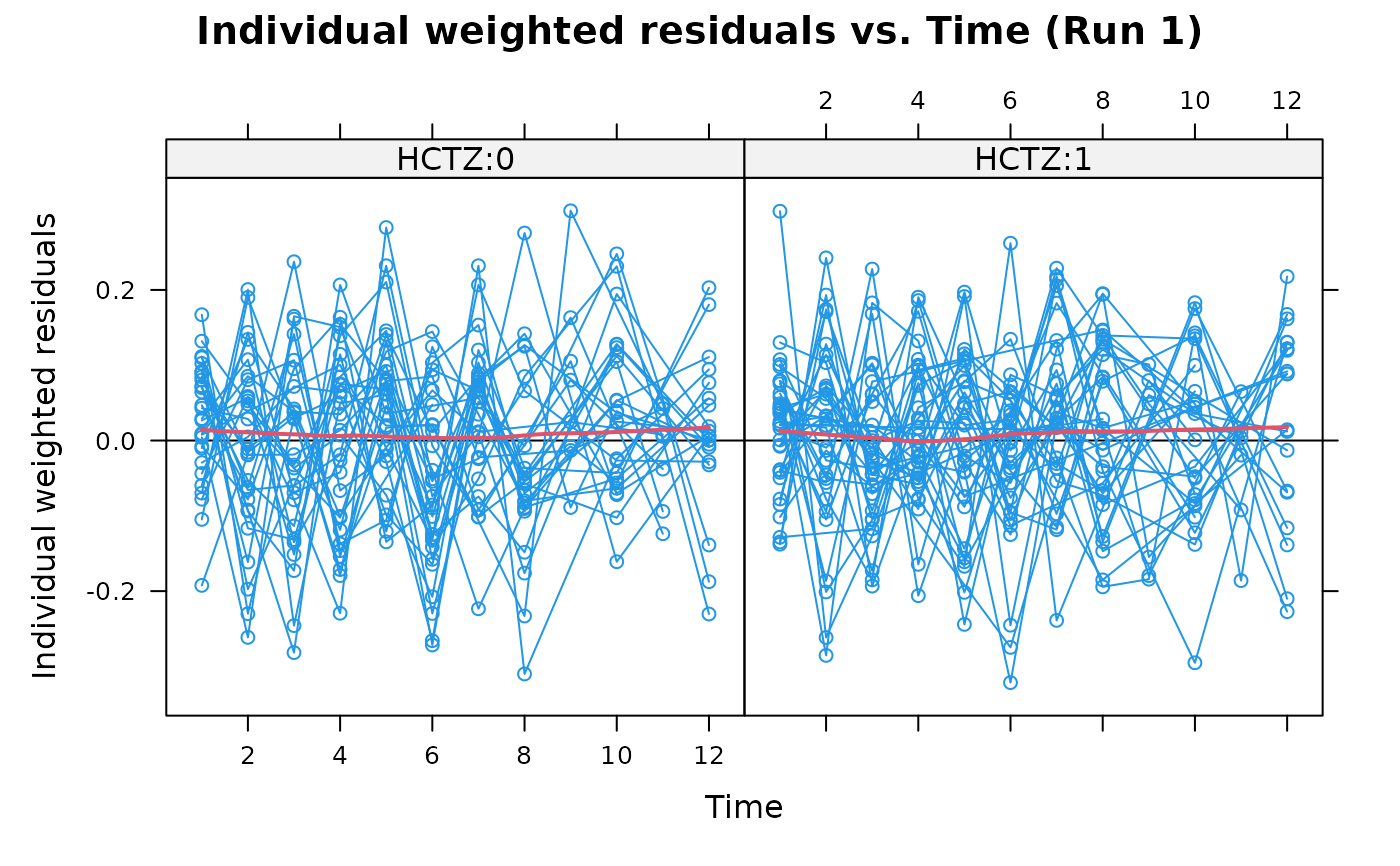 Individual weighted residuals vs. Time (Run 1)
2 4 6 8 10 12
HCTZ:0 HCTZ:1
Individual weighted residuals
0.2
0.0
-0.2
2 4 6 8 10 12
Time